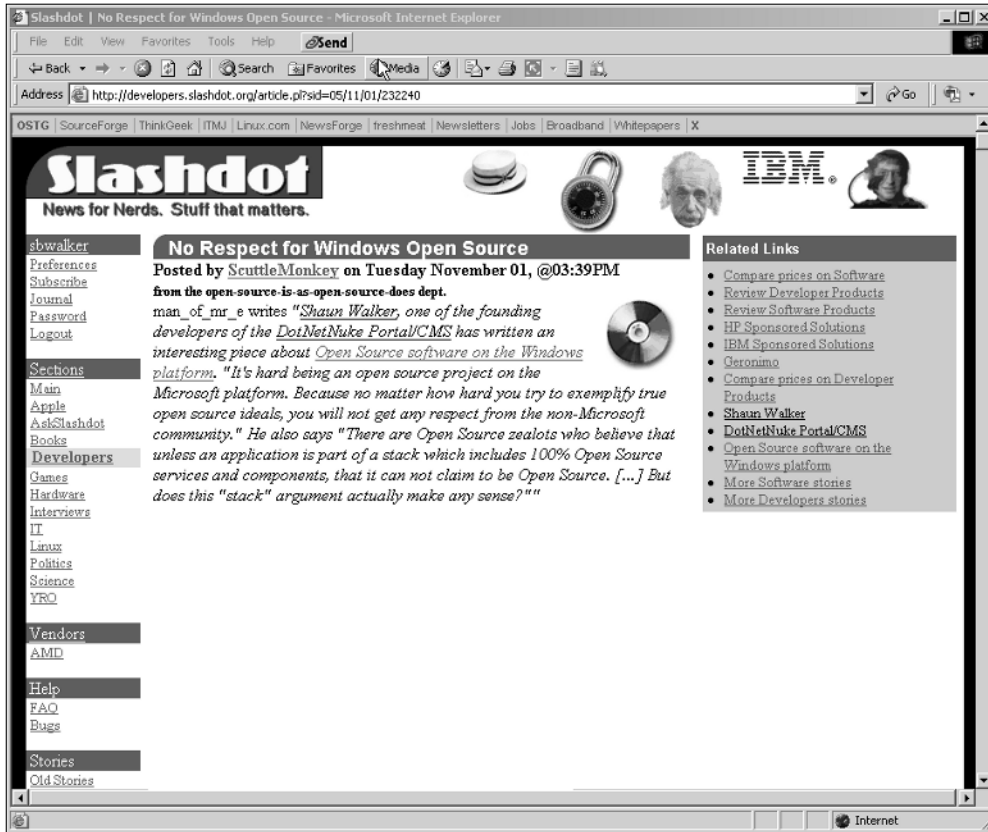 Slashdot | No Respect for Windows Open Source - Microsoft Internet Explorer
File Edit View Favorites Tools Help Send
Back Search Favorites Media
Address http://developers.slashdot.org/article.pl?sid=05/11/01/232240 Go
OSTG | SourceForge | ThinkGeek | ITMJ | Linux.com | NewsForge | freshmeat | Newsletters | Jobs | Broadband | Whitepapers | X
Slashdot
News for Nerds. Stuff that matters.
IBM®
sbwalker
Preferences
Subscribe
Journal
Password
Logout
Sections
Main
Apple
AskSlashdot
Books
Developers
Games
Hardware
Interviews
IT
Linux
Politics
Science
YRO
Vendors
AMD
Help
FAQ
Bugs
Stories
Old Stories
No Respect for Windows Open Source
Posted by ScuttleMonkey on Tuesday November 01, @03:39PM
from the open-source-is-as-open-source-does dept.
man_of_mr_e writes "Shaun Walker, one of the founding
developers of the DotNetNuke Portal/CMS has written an
interesting piece about Open Source software on the Windows
platform. "It's hard being an open source project on the
Microsoft platform. Because no matter how hard you try to exemplify true
open source ideals, you will not get any respect from the non-Microsoft
community." He also says "There are Open Source zealots who believe that
unless an application is part of a stack which includes 100% Open Source
services and components, that it can not claim to be Open Source. [...] But
does this "stack" argument actually make any sense?""
Related Links
• Compare prices on Software
• Review Developer Products
• Review Software Products
• HP Sponsored Solutions
• IBM Sponsored Solutions
• Geronimo
• Compare prices on Developer
Products
• Shaun Walker
• DotNetNuke Portal/CMS
• Open Source software on the
Windows platform
• More Software stories
• More Developers stories
Internet